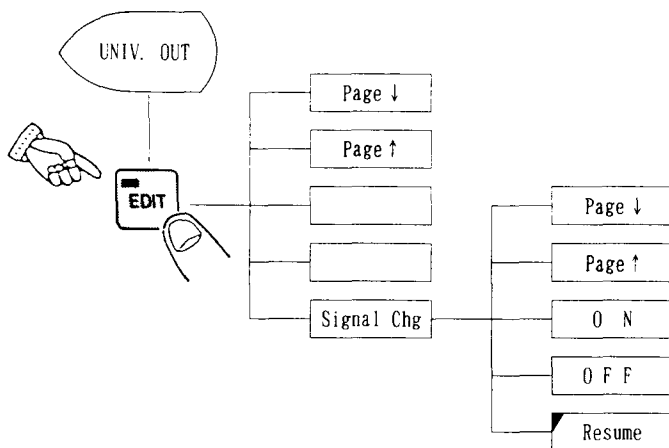 UNIV. OUT
EDIT
Page ↓
Page ↑
Signal Chg
Page ↓
Page ↑
O N
O F F
Resume